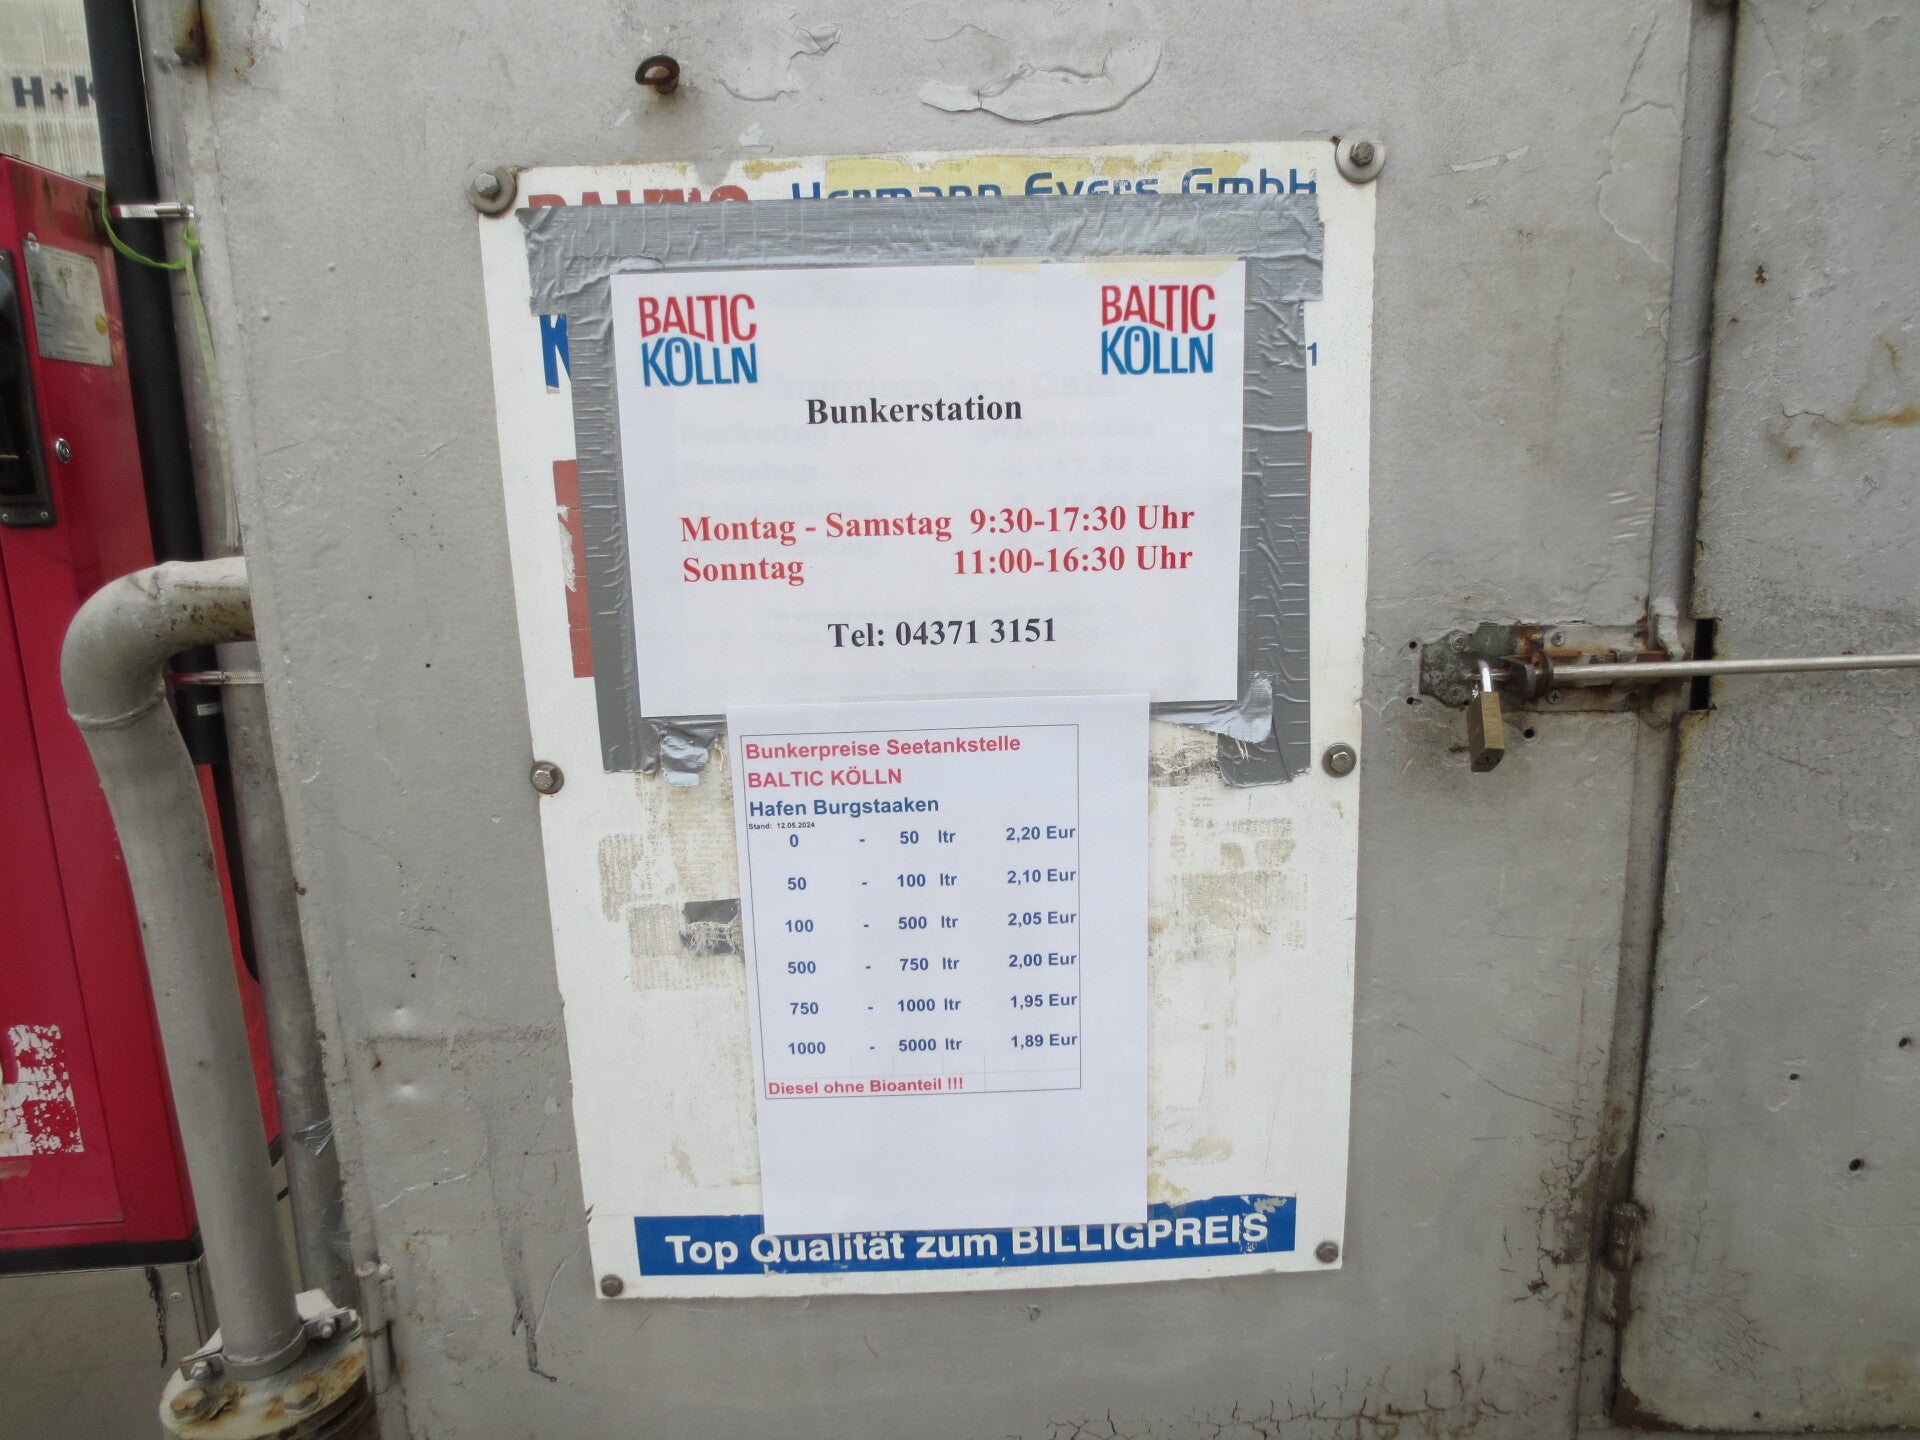 H+K
BALTIC Hermann Evers GmbH
BALTIC
KÖLLN
BALTIC
KÖLLN
Bunkerstation
Montag - Samstag 9:30-17:30 Uhr
Sonntag 11:00-16:30 Uhr
Tel: 04371 3151
Bunkerpreise Seetankstelle
BALTIC KÖLLN
Hafen Burgstaaken
Stand: 12.05.2024
0 - 50 ltr 2,20 Eur
50 - 100 ltr 2,10 Eur
100 - 500 ltr 2,05 Eur
500 - 750 ltr 2,00 Eur
750 - 1000 ltr 1,95 Eur
1000 - 5000 ltr 1,89 Eur
Diesel ohne Bioanteil !!!
Top Qualität zum BILLIGPREIS